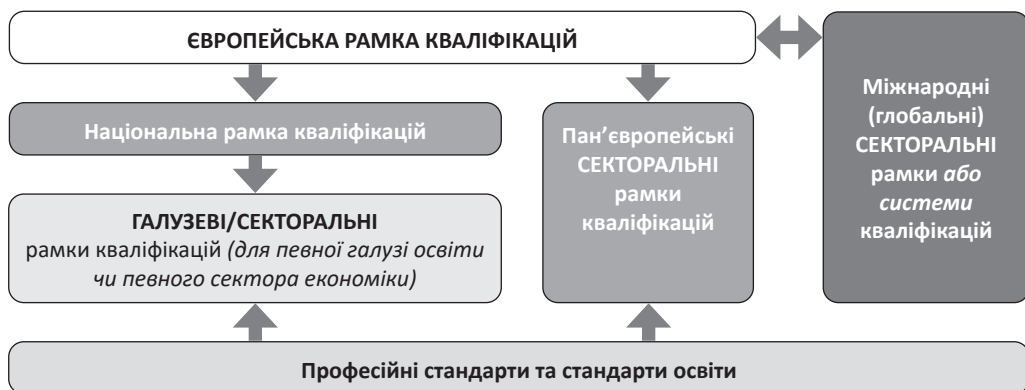 ЄВРОПЕЙСЬКА РАМКА КВАЛІФІКАЦІЙ
Національна рамка кваліфікацій
ГАЛУЗЕВІ/СЕКТОРАЛЬНІ
рамки кваліфікацій (для певної галузі освіти
чи певного сектора економіки)
Пан’європейські
СЕКТОРАЛЬНІ
рамки
кваліфікацій
Міжнародні
(глобальні)
СЕКТОРАЛЬНІ
рамки або
системи
кваліфікацій
Професійні стандарти та стандарти освіти